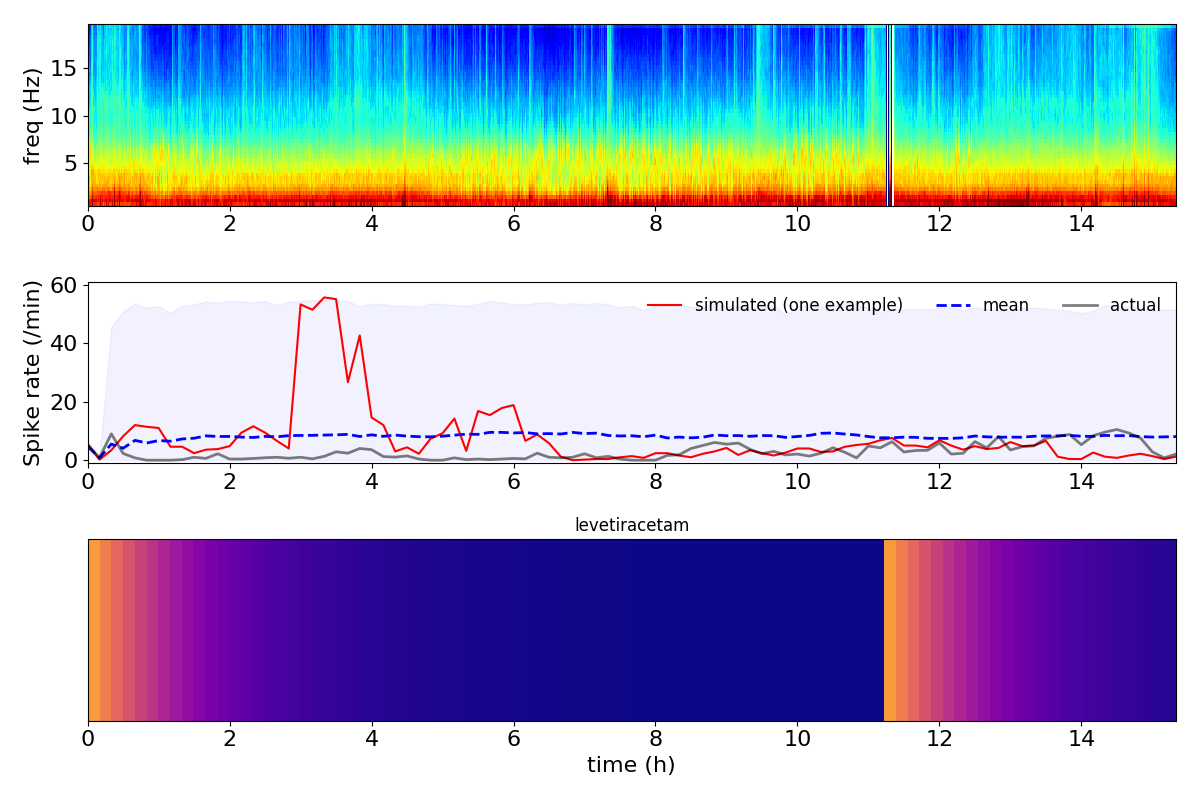 15
10
5
freq (Hz)
0 2 4 6 8 10 12 14
60
40
20
0
Spike rate (/min)
simulated (one example) mean actual
0 2 4 6 8 10 12 14
levetiracetam
0 2 4 6 8 10 12 14
time (h)